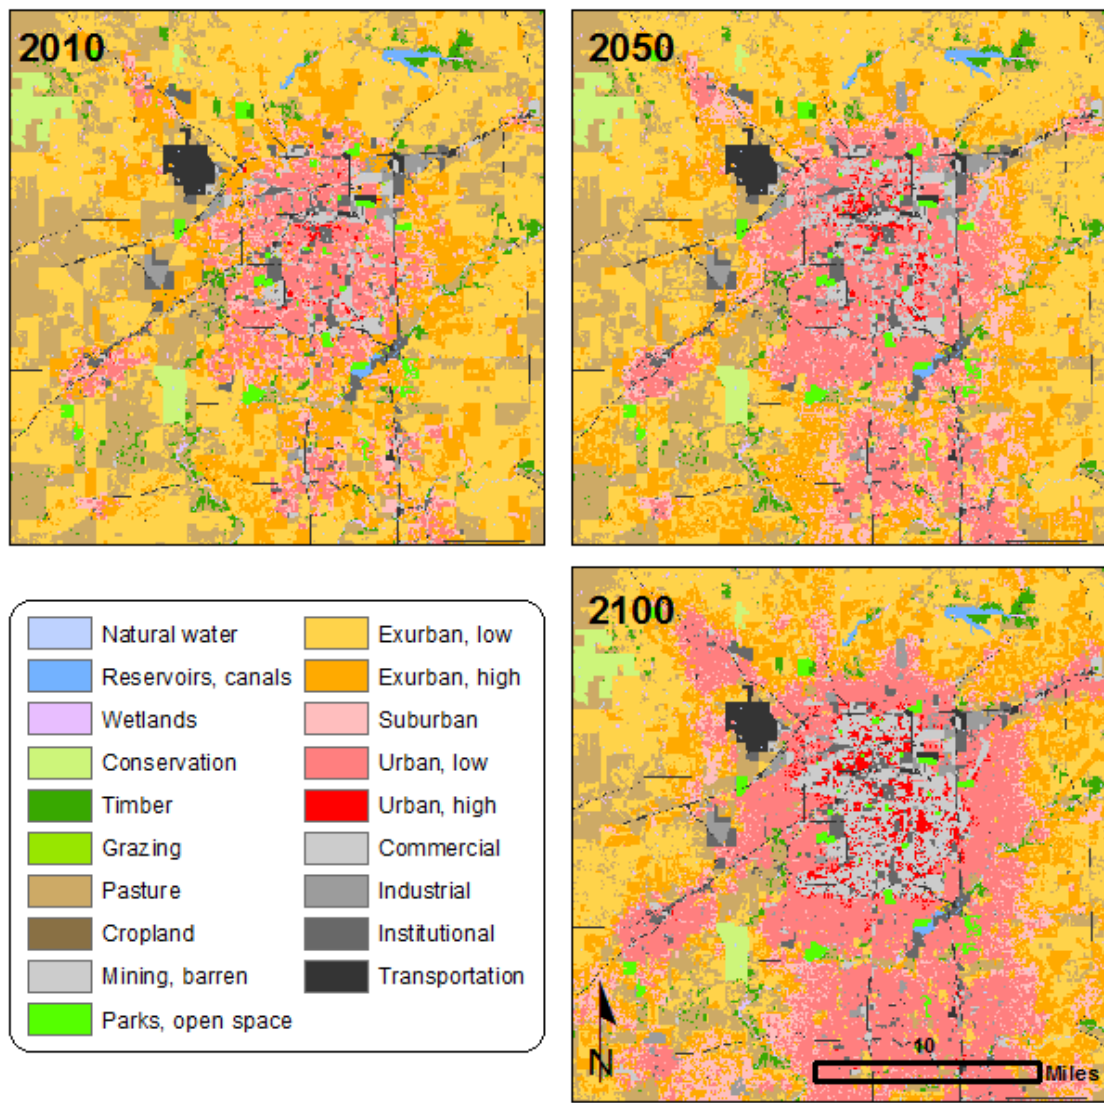 2010
2050
Natural water
Reservoirs, canals
Wetlands
Conservation
Timber
Grazing
Pasture
Cropland
Mining, barren
Parks, open space
Exurban, low
Exurban, high
Suburban
Urban, low
Urban, high
Commercial
Industrial
Institutional
Transportation
2100
N
10
Miles